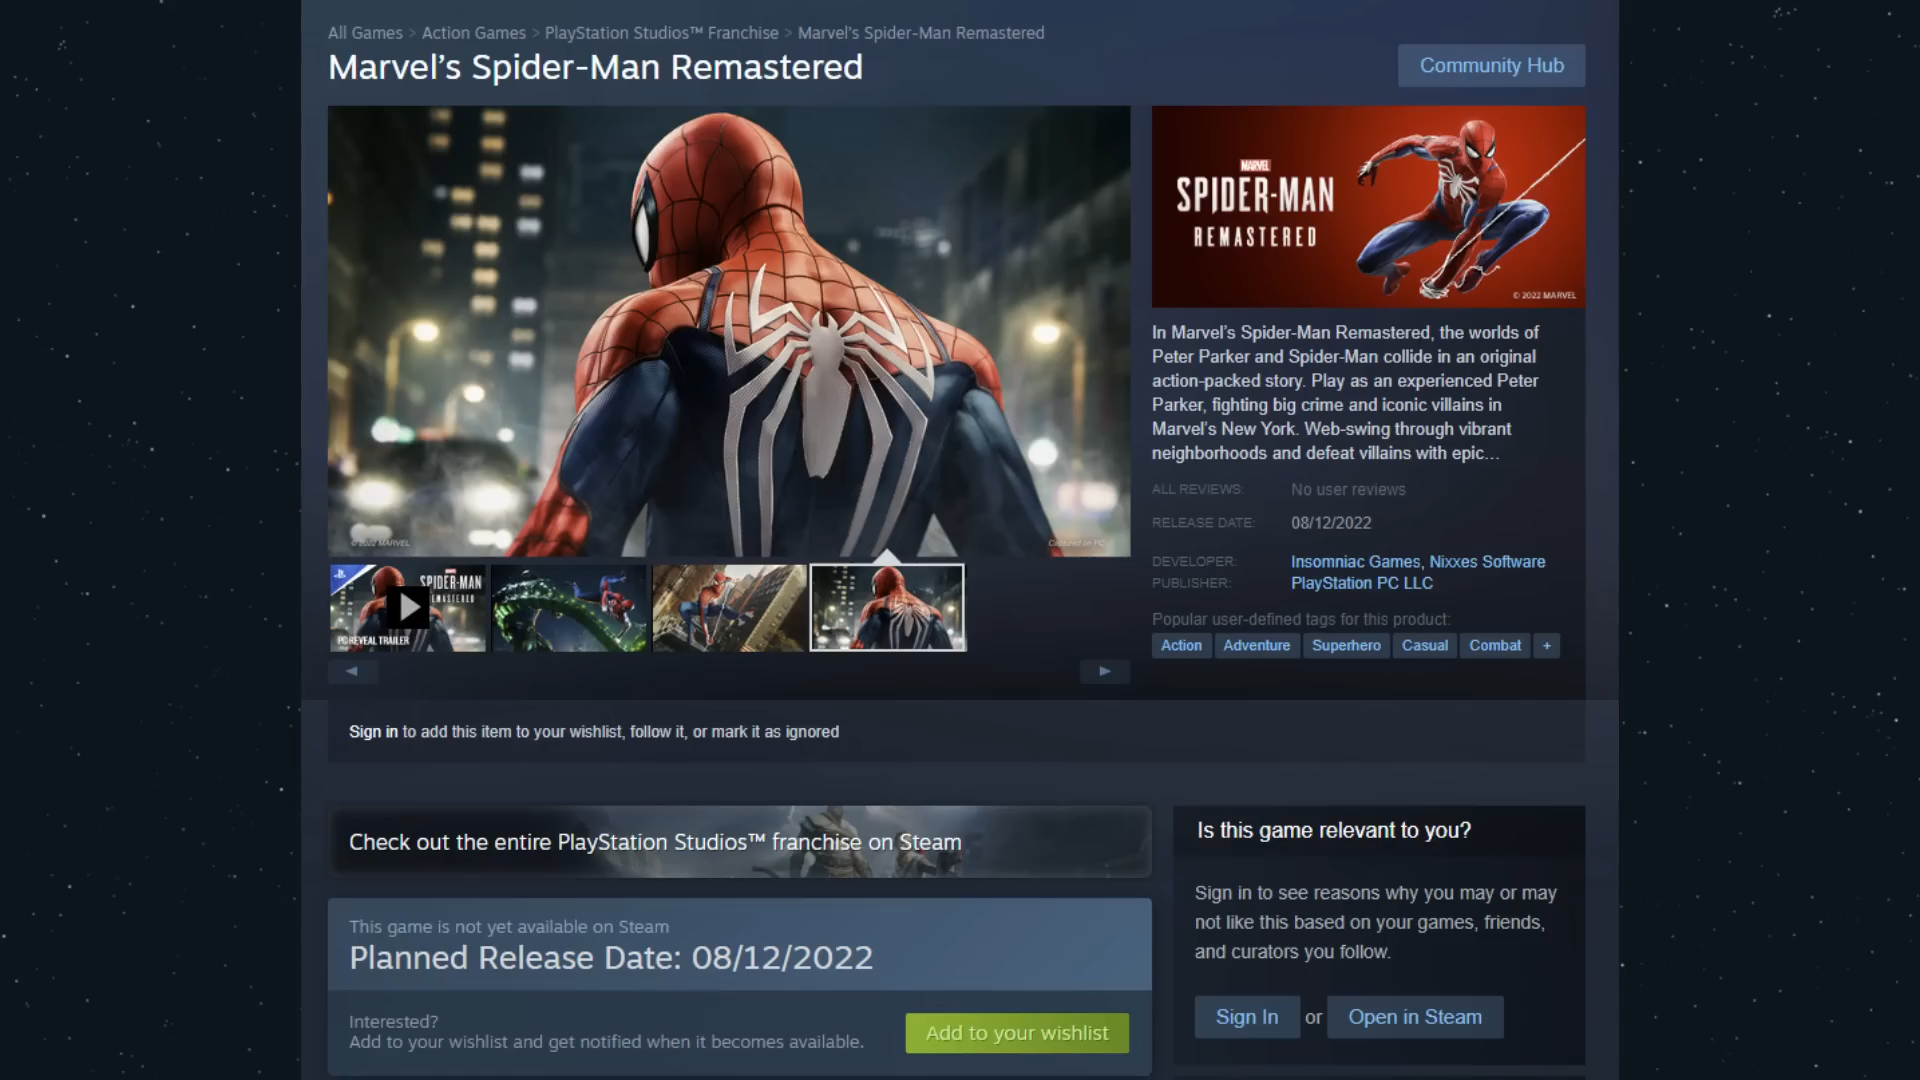 All Games > Action Games > PlayStation Studios™ Franchise > Marvel's Spider-Man Remastered
Marvel's Spider-Man Remastered
Community Hub
© 2022 MARVEL
Captured on PC
MARVEL
SPIDER-MAN
REMASTERED
© 2022 MARVEL
In Marvel's Spider-Man Remastered, the worlds of
Peter Parker and Spider-Man collide in an original
action-packed story. Play as an experienced Peter
Parker, fighting big crime and iconic villains in
Marvel's New York. Web-swing through vibrant
neighborhoods and defeat villains with epic...
ALL REVIEWS: No user reviews
RELEASE DATE: 08/12/2022
DEVELOPER: Insomniac Games, Nixxes Software
PUBLISHER: PlayStation PC LLC
Popular user-defined tags for this product:
Action Adventure Superhero Casual Combat +
SPIDER-MAN
PC REVEAL TRAILER
Sign in to add this item to your wishlist, follow it, or mark it as ignored
Check out the entire PlayStation Studios™ franchise on Steam
This game is not yet available on Steam
Planned Release Date: 08/12/2022
Interested?
Add to your wishlist and get notified when it becomes available.
Add to your wishlist
Is this game relevant to you?
Sign in to see reasons why you may or may
not like this based on your games, friends,
and curators you follow.
Sign In or Open in Steam